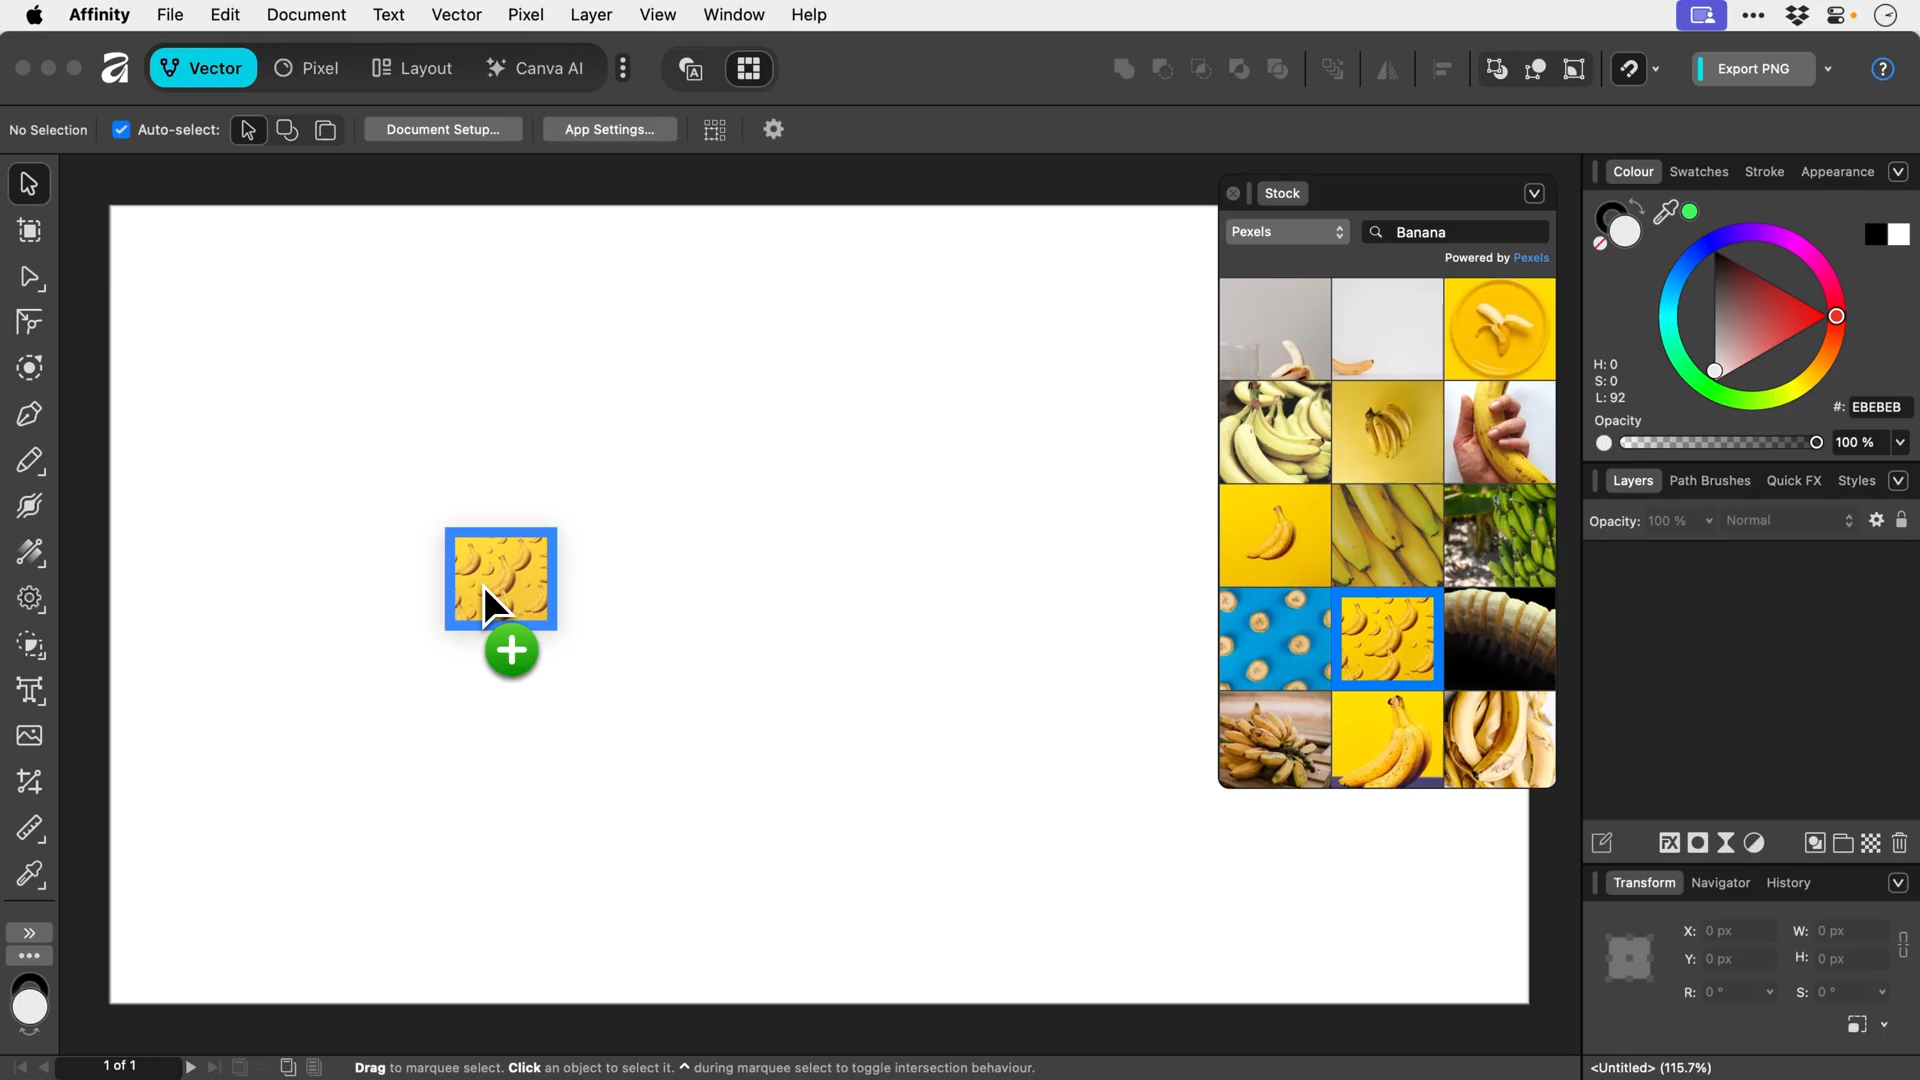 Affinity File Edit Document Text Vector Pixel Layer View Window Help
Vector Pixel Layout Canva AI Export PNG ?
No Selection Auto-select: Document Setup... App Settings...
Stock
Pexels Banana
Powered by Pexels
Colour Swatches Stroke Appearance
H: 0
S: 0
L: 92
#: EBEBEB
Opacity
100 %
Layers Path Brushes Quick FX Styles
Opacity: 100 % Normal
FX
Transform Navigator History
X: 0 px W: 0 px
Y: 0 px H: 0 px
R: 0 ° S: 0 °
1 of 1 Drag to marquee select. Click an object to select it. ^ during marquee select to toggle intersection behaviour. <Untitled> (115.7%)